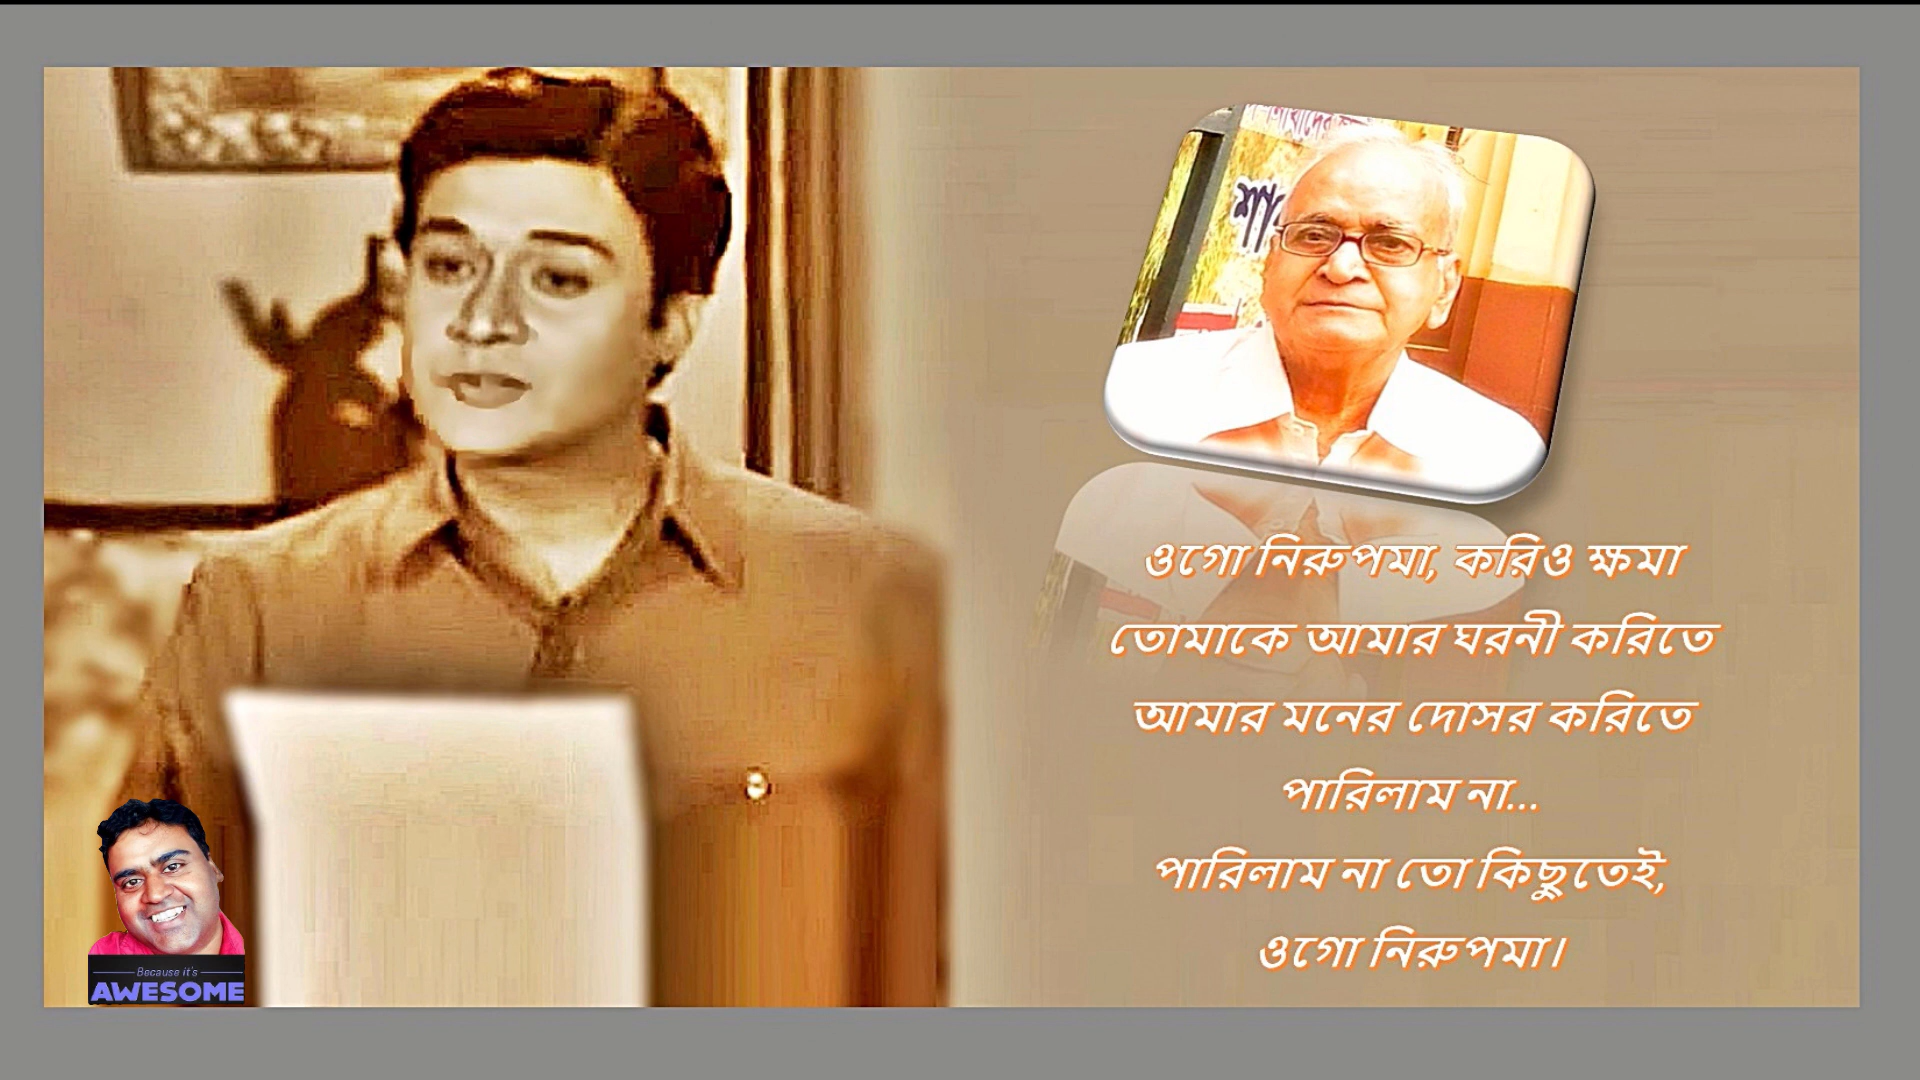 শা
ওগো নিরুপমা, করিও ক্ষমা
তোমাকে আমার ঘরনী করিতে
আমার মনের দোসর করিতে
পারিলাম না...
পারিলাম না তো কিছুতেই,
ওগো নিরুপমা।
Because it's
AWESOME